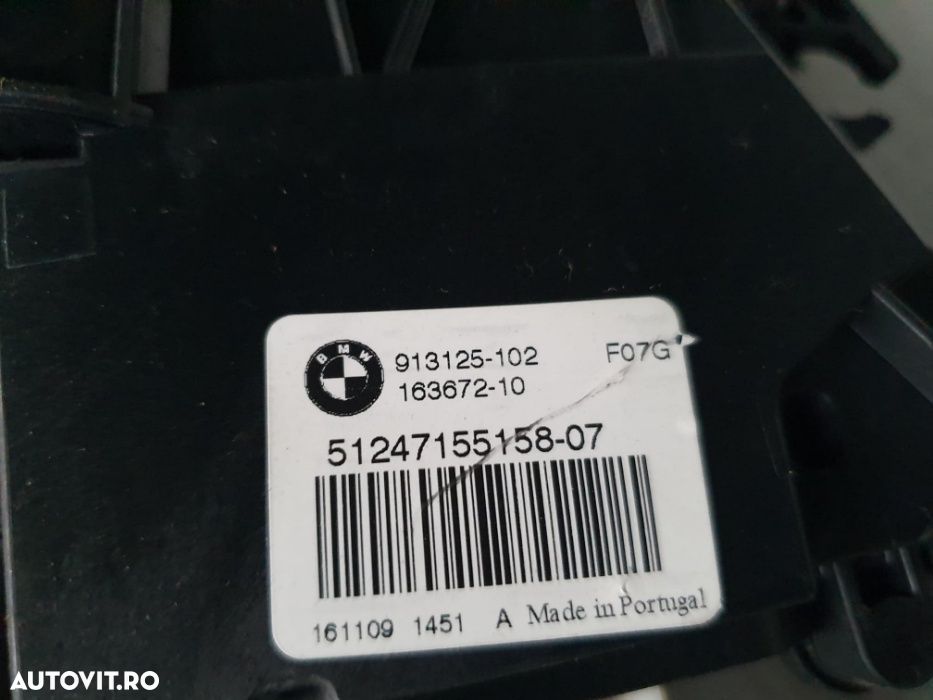 BMW
913125-102
F07G
163672-10
51247155158-07
161109 1451 A Made in Portugal
AUTOVIT.RO